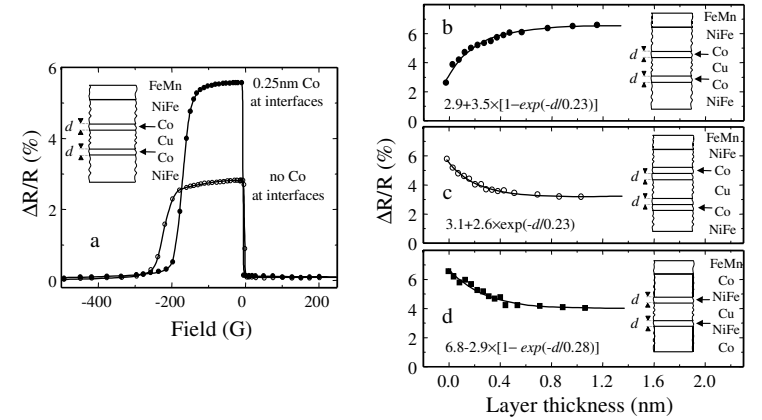 6
4
2
0
ΔR/R (%)
-400
-200
0
200
Field (G)
a
FeMn
NiFe
Co
Cu
Co
NiFe
d
d
0.25nm Co
at interfaces
no Co
at interfaces
6
4
2
0
b
FeMn
NiFe
Co
Cu
Co
NiFe
d
d
2.9+3.5×[1−exp(-d/0.23)]
ΔR/R (%)
6
4
2
0
c
FeMn
NiFe
Co
Cu
Co
NiFe
d
d
3.1+2.6×exp(-d/0.23)
6
4
2
0
d
FeMn
Co
NiFe
Cu
NiFe
Co
d
d
6.8-2.9×[1− exp(-d/0.28)]
0.0
0.4
0.8
1.2
1.6
2.0
Layer thickness (nm)